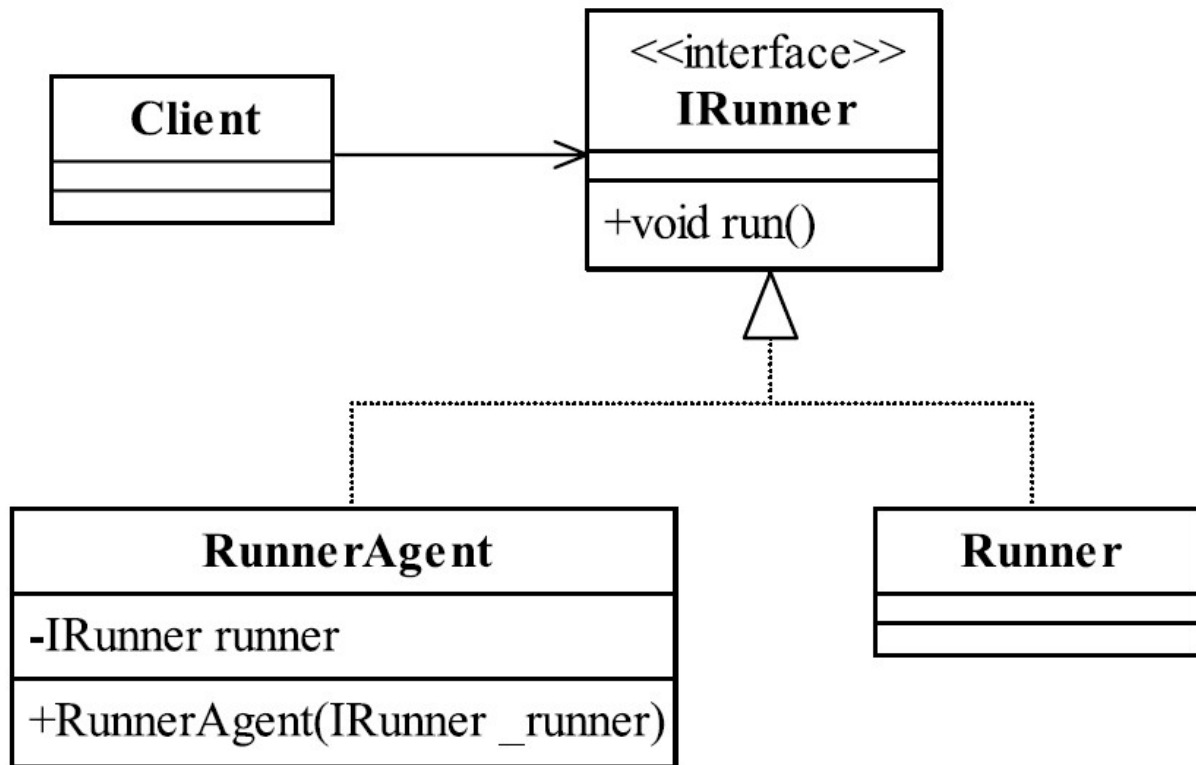 <<interface>>
IRunner
Client
+void run()
RunnerAgent
-IRunner runner
+RunnerAgent(IRunner _runner)
Runner